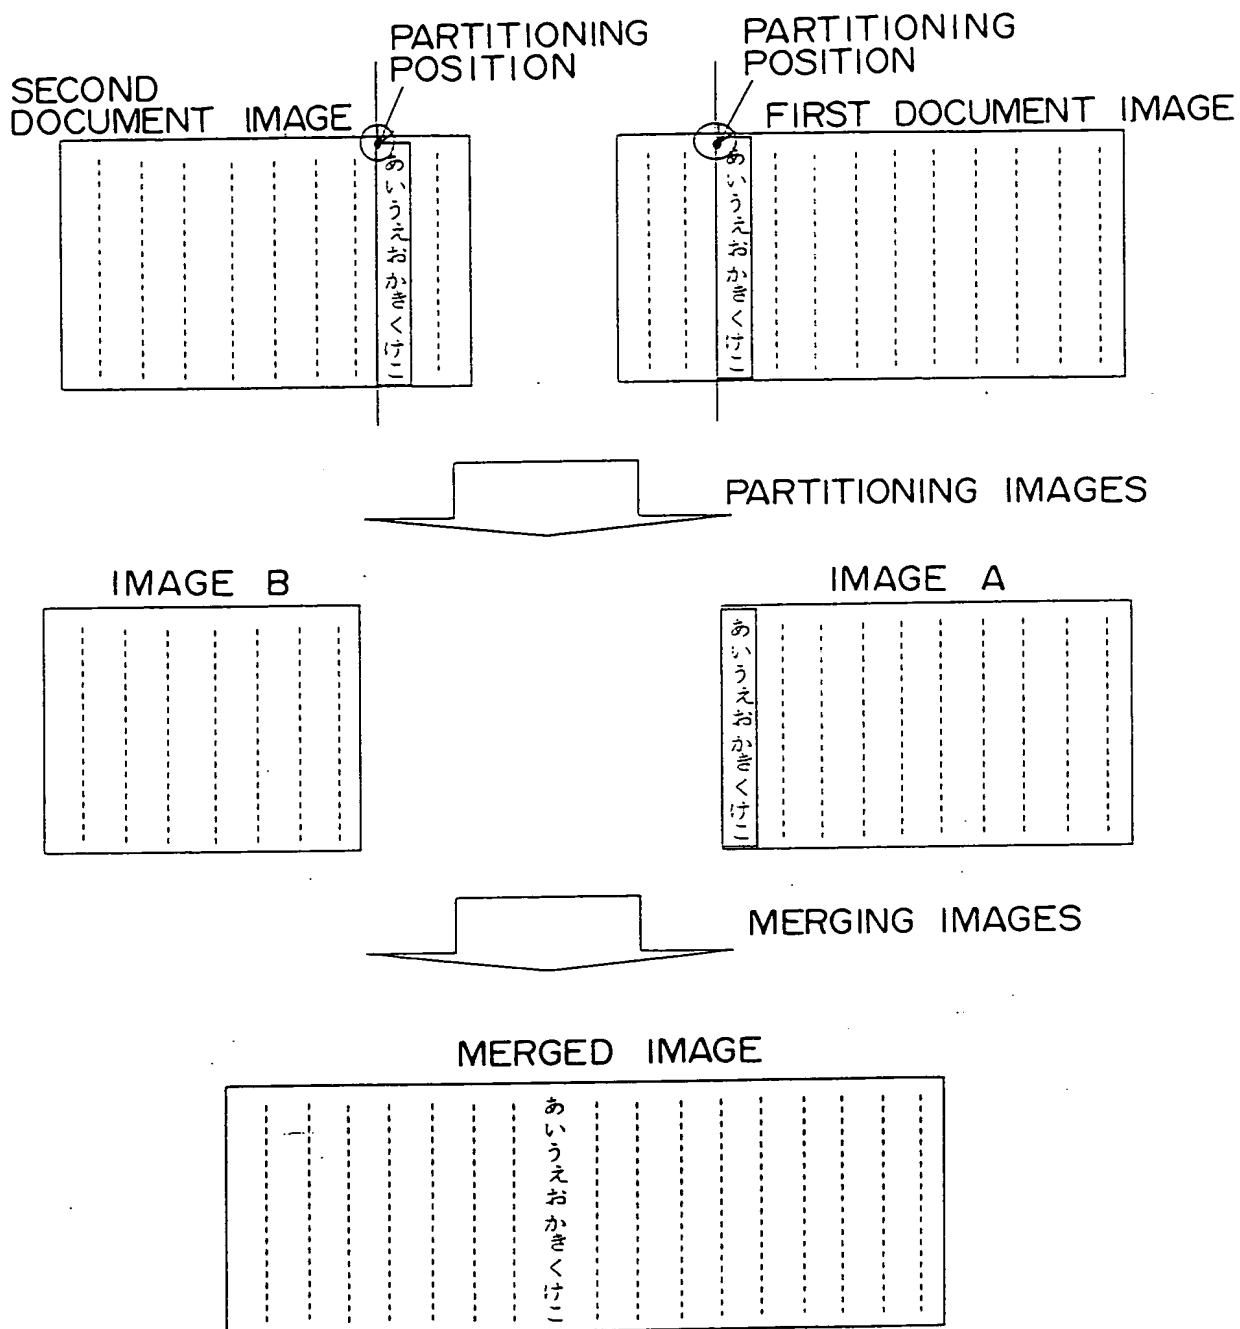 PARTITIONING
POSITION
PARTITIONING
POSITION
SECOND
DOCUMENT IMAGE
FIRST DOCUMENT IMAGE
あいうえおかきくけこ
あいうえおかきくけこ
PARTITIONING IMAGES
IMAGE B
IMAGE A
あいうえおかきくけこ
MERGING IMAGES
MERGED IMAGE
あいうえおかきくけこ